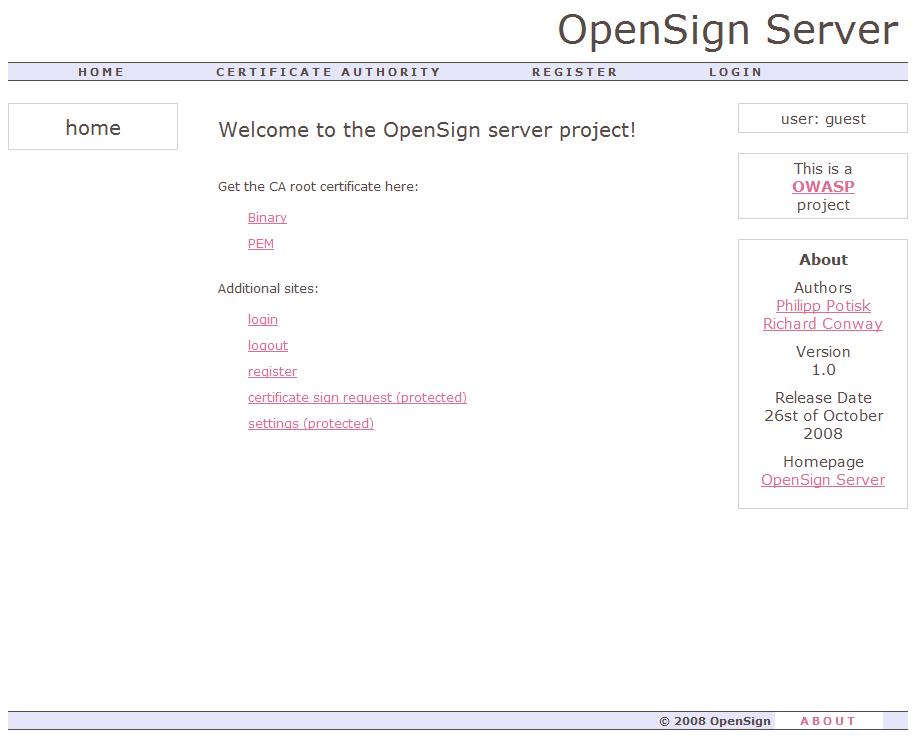 OpenSign Server
HOME CERTIFICATE AUTHORITY REGISTER LOGIN
home
Welcome to the OpenSign server project!
Get the CA root certificate here:
Binary
PEM
Additional sites:
login
logout
register
certificate sign request (protected)
settings (protected)
user: guest
This is a
OWASP
project
About
Authors
Philipp Potisk
Richard Conway
Version
1.0
Release Date
26st of October
2008
Homepage
OpenSign Server
© 2008 OpenSign ABOUT